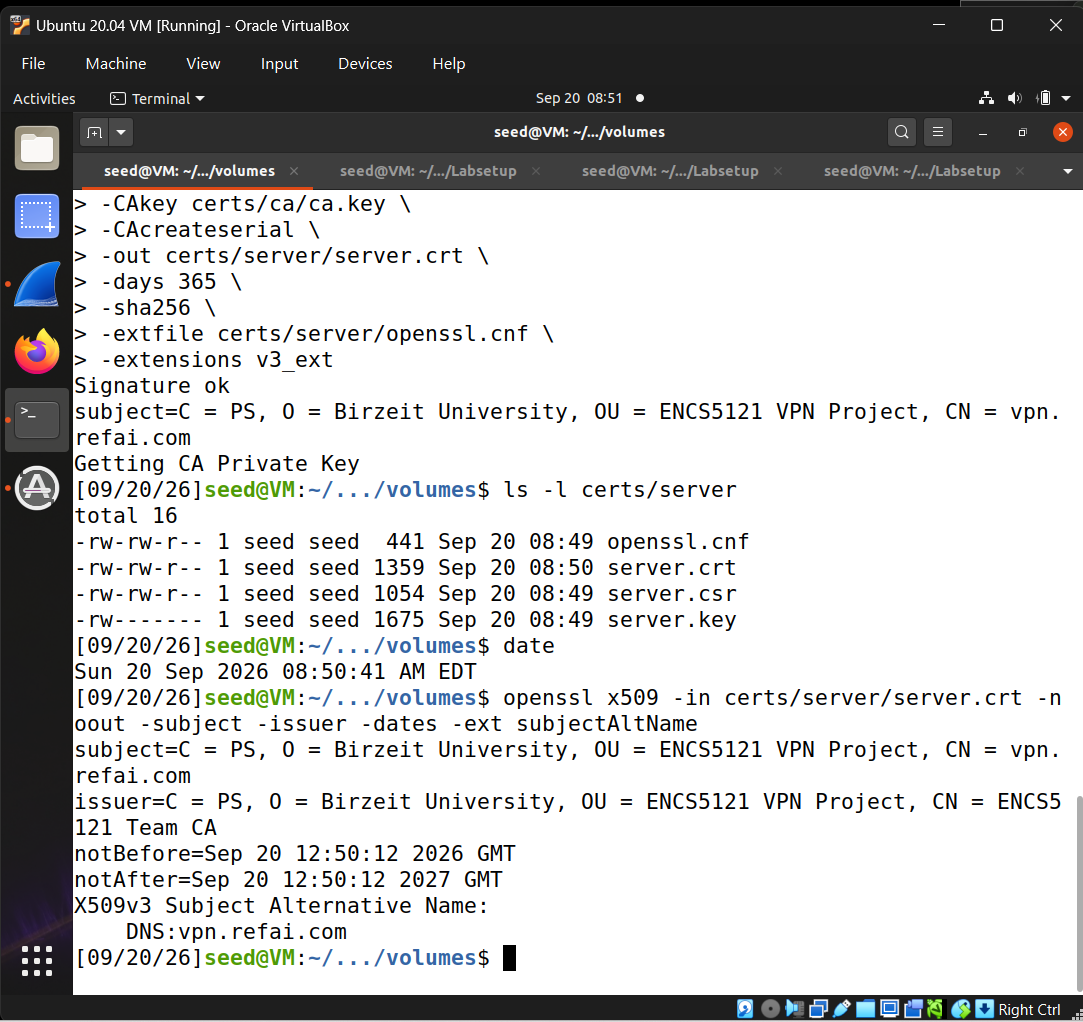 Ubuntu 20.04 VM [Running] - Oracle VirtualBox
File Machine View Input Devices Help
Activities Terminal Sep 20 08:51
seed@VM: ~/.../volumes
seed@VM: ~/.../volumes seed@VM: ~/.../Labsetup seed@VM: ~/.../Labsetup seed@VM: ~/.../Labsetup
> -CAkey certs/ca/ca.key \
> -CAcreateserial \
> -out certs/server/server.crt \
> -days 365 \
> -sha256 \
> -extfile certs/server/openssl.cnf \
> -extensions v3_ext
Signature ok
subject=C = PS, O = Birzeit University, OU = ENCS5121 VPN Project, CN = vpn.
refai.com
Getting CA Private Key
[09/20/26]seed@VM:~/.../volumes$ ls -l certs/server
total 16
-rw-rw-r-- 1 seed seed  441 Sep 20 08:49 openssl.cnf
-rw-rw-r-- 1 seed seed 1359 Sep 20 08:50 server.crt
-rw-rw-r-- 1 seed seed 1054 Sep 20 08:49 server.csr
-rw------- 1 seed seed 1675 Sep 20 08:49 server.key
[09/20/26]seed@VM:~/.../volumes$ date
Sun 20 Sep 2026 08:50:41 AM EDT
[09/20/26]seed@VM:~/.../volumes$ openssl x509 -in certs/server/server.crt -n
oout -subject -issuer -dates -ext subjectAltName
subject=C = PS, O = Birzeit University, OU = ENCS5121 VPN Project, CN = vpn.
refai.com
issuer=C = PS, O = Birzeit University, OU = ENCS5121 VPN Project, CN = ENCS5
121 Team CA
notBefore=Sep 20 12:50:12 2026 GMT
notAfter=Sep 20 12:50:12 2027 GMT
X509v3 Subject Alternative Name:
    DNS:vpn.refai.com
[09/20/26]seed@VM:~/.../volumes$
Right Ctrl